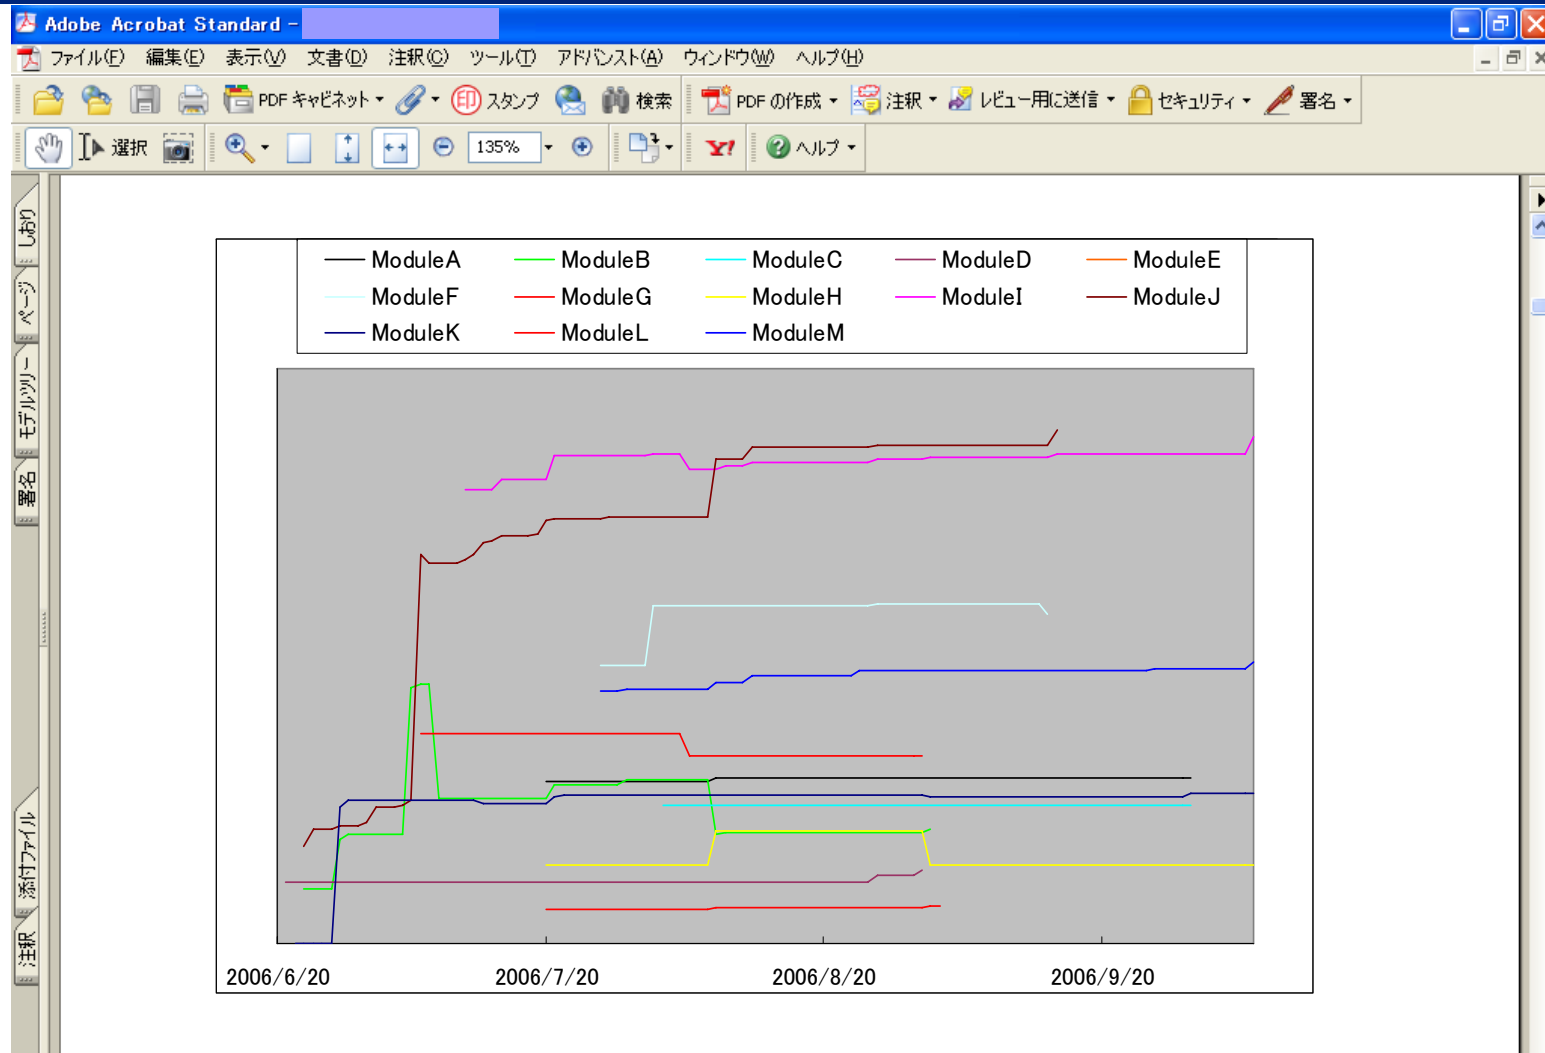 Adobe Acrobat Standard -
ファイル(F) 編集(E) 表示(V) 文書(D) 注釈(C) ツール(T) アドバンスト(A) ウィンドウ(W) ヘルプ(H)
PDF キャビネット 印 スタンプ 検索 PDF の作成 注釈 レビュー用に送信 セキュリティ 署名
選択 135% Y! ヘルプ
しおり
ページ
モデルツリー
署名
添付ファイル
注釈
ModuleA ModuleB ModuleC ModuleD ModuleE
ModuleF ModuleG ModuleH ModuleI ModuleJ
ModuleK ModuleL ModuleM
2006/6/20 2006/7/20 2006/8/20 2006/9/20